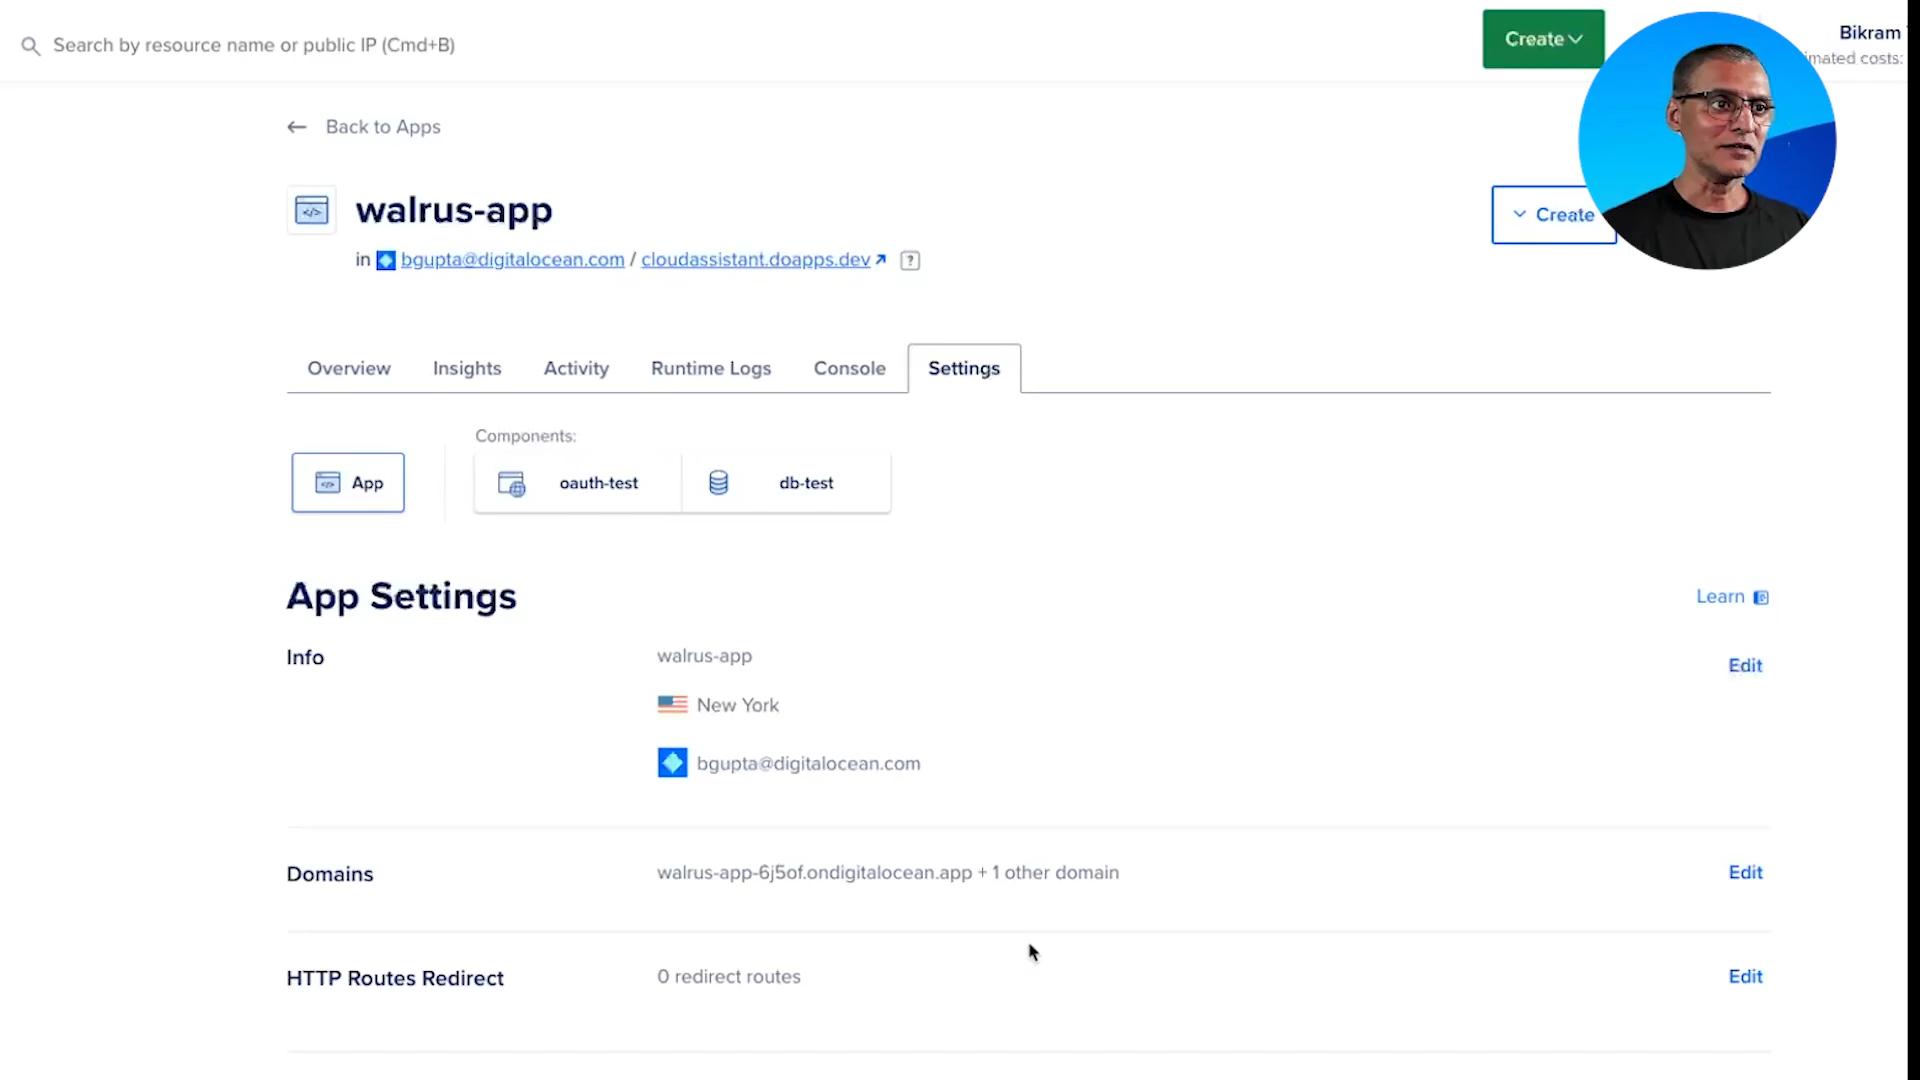 Search by resource name or public IP (Cmd+B)
Create
Bikram
imated costs:
Back to Apps
walrus-app
Create
in bgupta@digitalocean.com / cloudassistant.doapps.dev ?
Overview Insights Activity Runtime Logs Console Settings
Components:
App oauth-test db-test
App Settings
Learn
Info
walrus-app
Edit
New York
bgupta@digitalocean.com
Domains
walrus-app-6j5of.ondigitalocean.app + 1 other domain
Edit
HTTP Routes Redirect
0 redirect routes
Edit